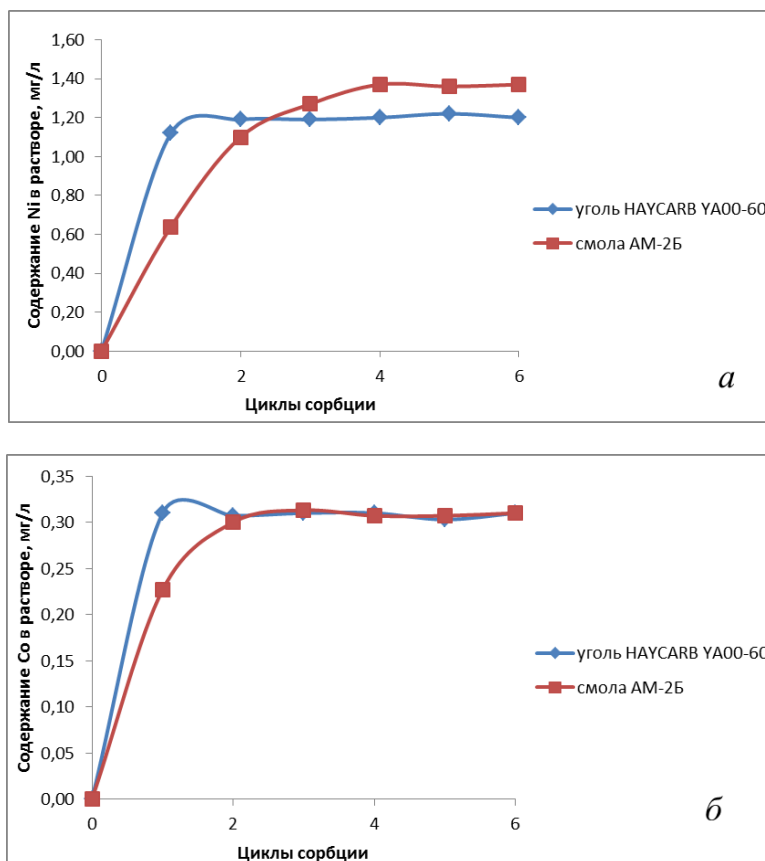 1,60
1,40
1,20
1,00
0,80
0,60
0,40
0,20
0,00
0 2 4 6
Содержание Ni в растворе, мг/л
Циклы сорбции
уголь HAYCARB YA00-60
смола АМ-2Б
а
0,35
0,30
0,25
0,20
0,15
0,10
0,05
0,00
0 2 4 6
Содержание Co в растворе, мг/л
Циклы сорбции
уголь HAYCARB YA00-60
смола АМ-2Б
б